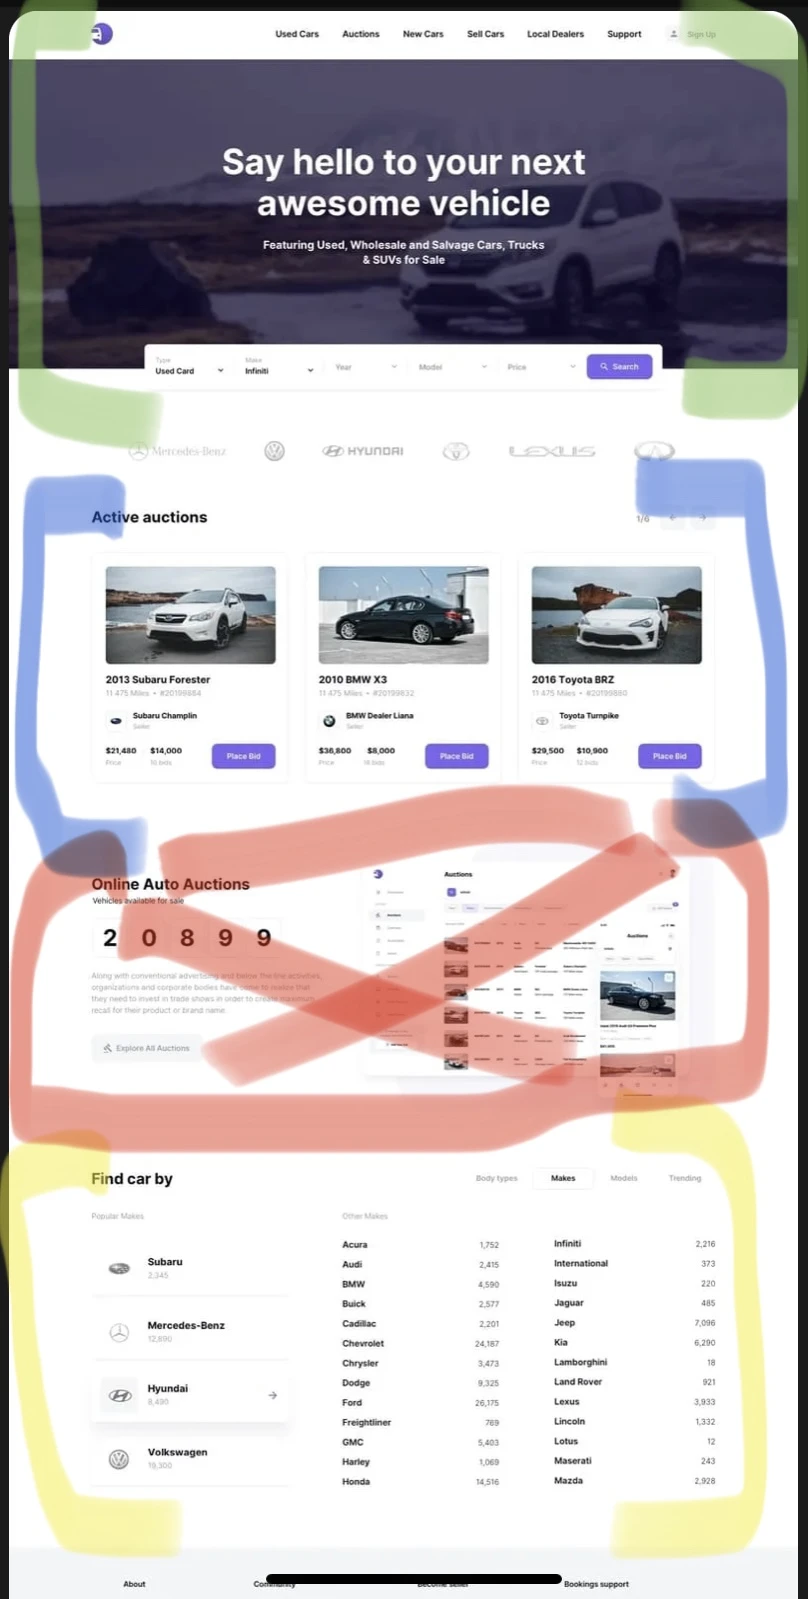 Used Cars Auctions New Cars Sell Cars Local Dealers Support Sign Up
Say hello to your next
awesome vehicle
Featuring Used, Wholesale and Salvage Cars, Trucks
& SUVs for Sale
Type Make
Used Card Infiniti Year Model Price Search
Mercedes-Benz HYUNDAI LEXUS
Active auctions 1/6
2013 Subaru Forester
11 475 Miles • #20199864
Subaru Champlin
Seller
$21,480 $14,000
Price 16 bids
Place Bid
2010 BMW X3
11 475 Miles • #20199832
BMW Dealer Liana
Seller
$36,800 $8,000
Price 18 bids
Place Bid
2016 Toyota BRZ
11 475 Miles • #20199880
Toyota Turnpike
Seller
$29,500 $10,900
Price 12 bids
Place Bid
Online Auto Auctions
Vehicles available for sale
2 0 8 9 9
Along with conventional advertising and below the line activities,
organizations and corporate bodies have come to realize that
they need to invest in trade shows in order to create maximum
recall for their product or brand name
Explore All Auctions
Auctions
Auctions
Find car by Body types Makes Models Trending
Popular Makes
Subaru
2,345
Mercedes-Benz
12,890
Hyundai
8,490
Volkswagen
19,300
Other Makes
Acura 1,752 Infiniti 2,216
Audi 2,415 International 373
BMW 4,590 Isuzu 220
Buick 2,577 Jaguar 485
Cadillac 2,201 Jeep 7,096
Chevrolet 24,187 Kia 6,290
Chrysler 3,473 Lamborghini 18
Dodge 9,325 Land Rover 921
Ford 26,175 Lexus 3,933
Freightliner 769 Lincoln 1,332
GMC 5,403 Lotus 12
Harley 1,069 Maserati 243
Honda 14,516 Mazda 2,928
About Community Become seller Bookings support